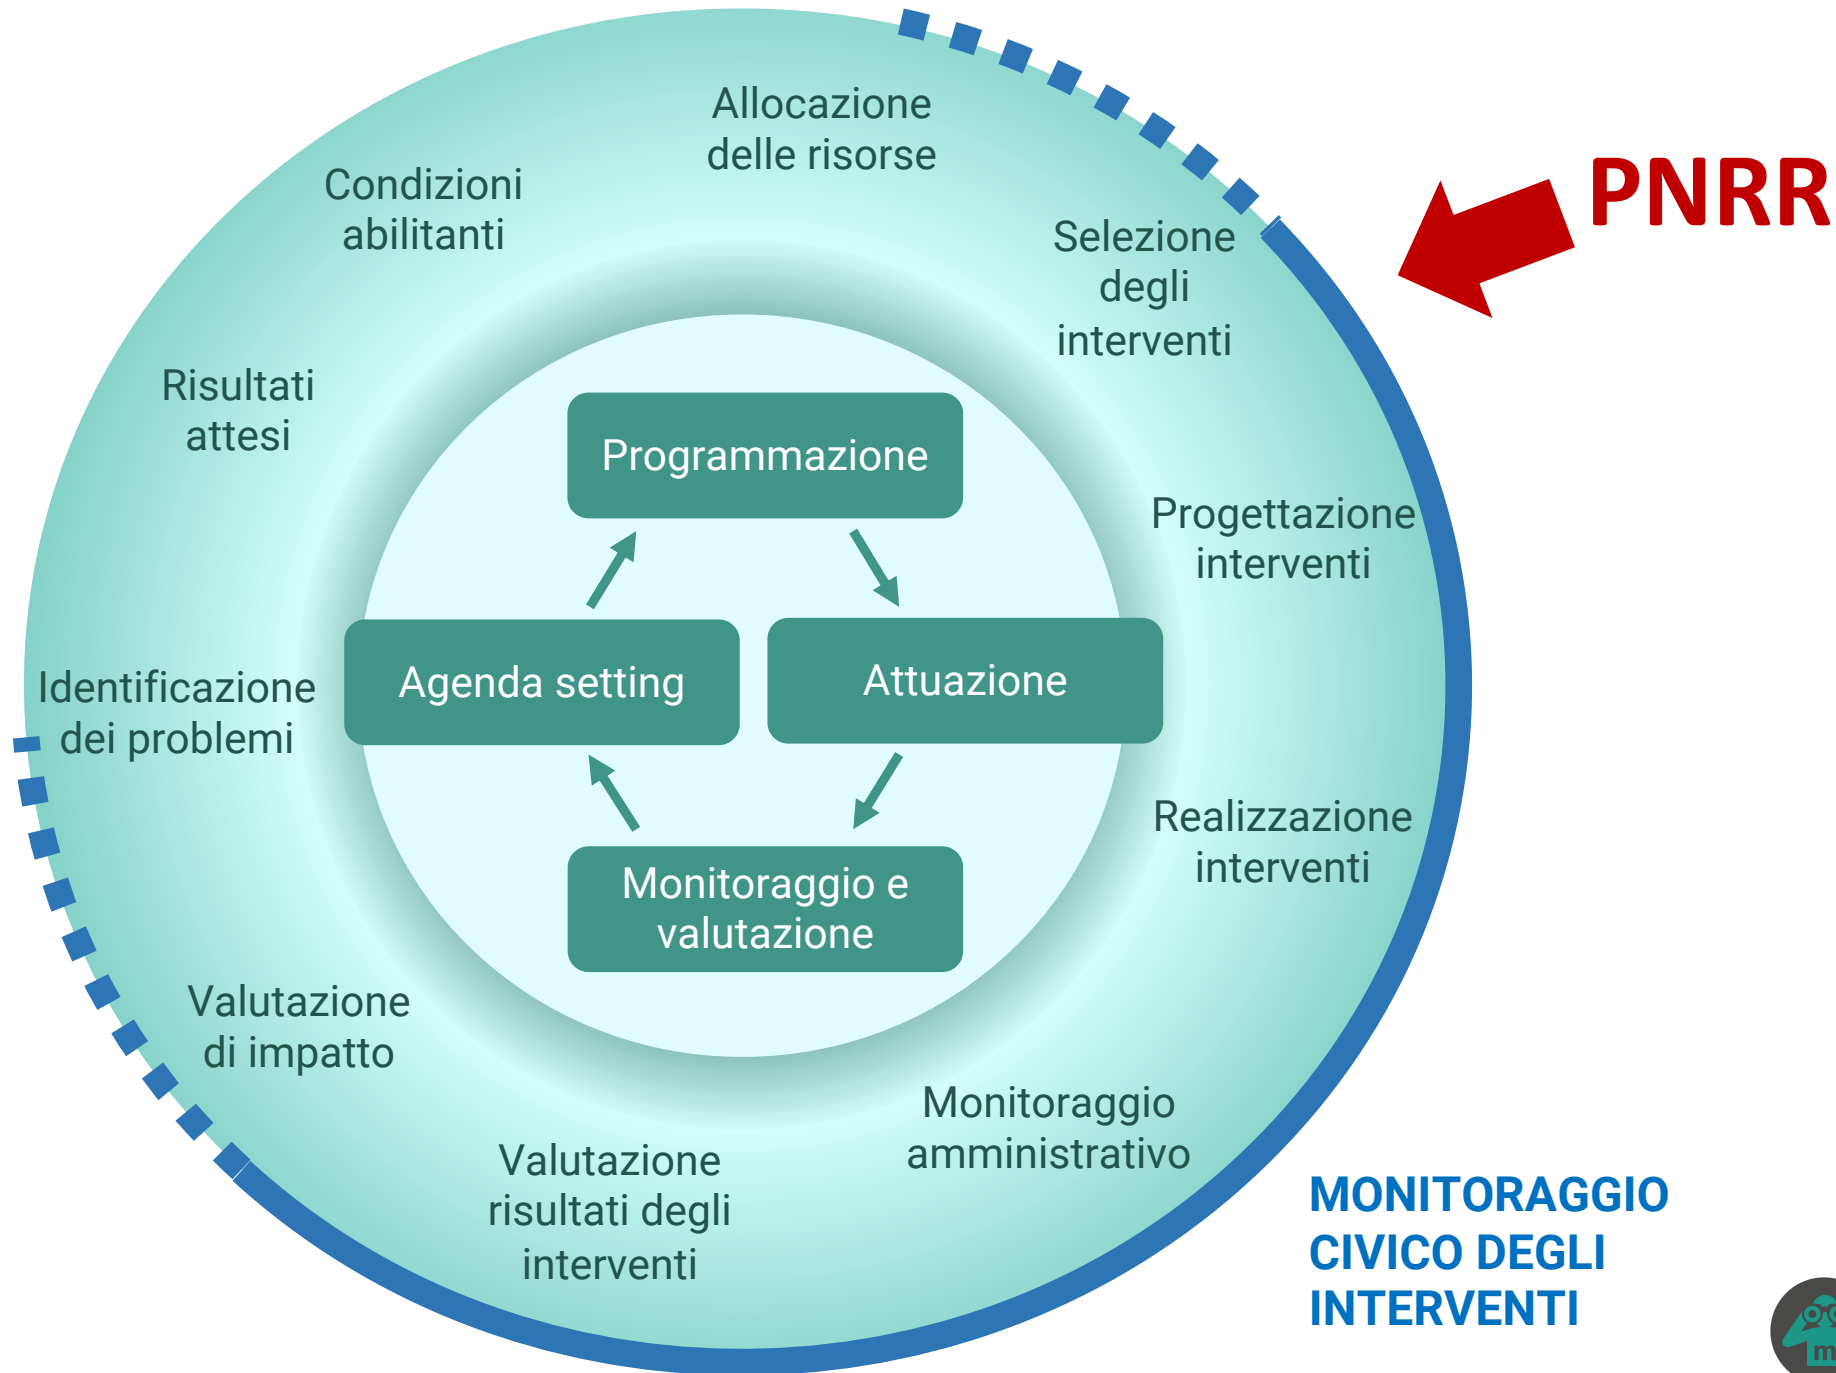 Allocazione
delle risorse
Condizioni
abilitanti
PNRR
Selezione
degli
interventi
Risultati
attesi
Programmazione
Progettazione
interventi
Identificazione
dei problemi
Agenda setting
Attuazione
Realizzazione
interventi
Monitoraggio e
valutazione
Valutazione
di impatto
Monitoraggio
amministrativo
Valutazione
risultati degli
interventi
MONITORAGGIO
CIVICO DEGLI
INTERVENTI